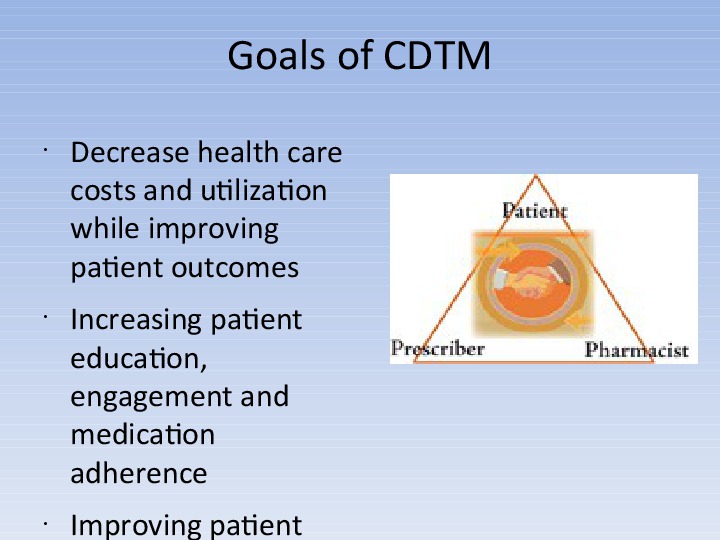 Goals of CDTM
· Decrease health care
costs and utilization
while improving
patient outcomes
· Increasing patient
education,
engagement and
medication
adherence
· Improving patient
Patient
Prescriber
Pharmacist